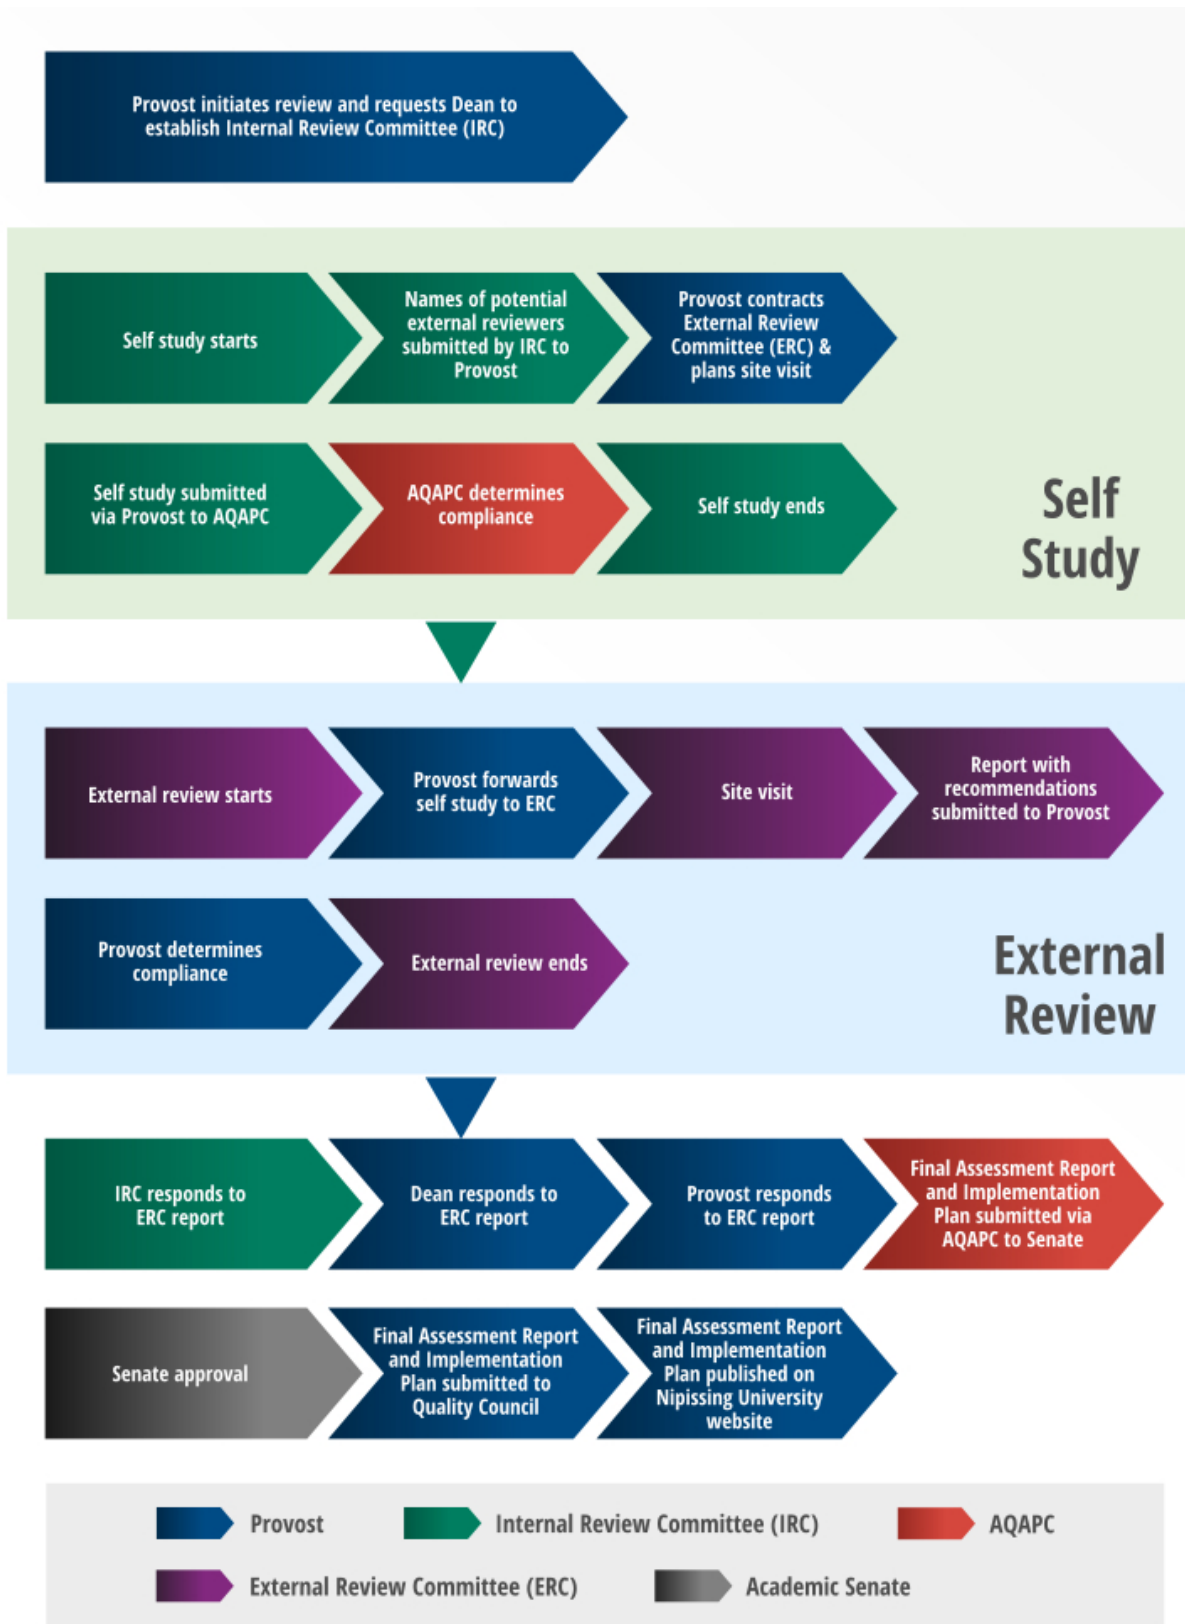 Provost initiates review and requests Dean to
establish Internal Review Committee (IRC)
Self study starts
Names of potential
external reviewers
submitted by IRC to
Provost
Provost contracts
External Review
Committee (ERC) &
plans site visit
Self study submitted
via Provost to AQAPC
AQAPC determines
compliance
Self study ends
Self
Study
External review starts
Provost forwards
self study to ERC
Site visit
Report with
recommendations
submitted to Provost
Provost determines
compliance
External review ends
External
Review
IRC responds to
ERC report
Dean responds to
ERC report
Provost responds
to ERC report
Final Assessment Report
and Implementation
Plan submitted via
AQAPC to Senate
Senate approval
Final Assessment Report
and Implementation
Plan submitted to
Quality Council
Final Assessment Report
and Implementation
Plan published on
Nipissing University
website
Provost
Internal Review Committee (IRC)
AQAPC
External Review Committee (ERC)
Academic Senate